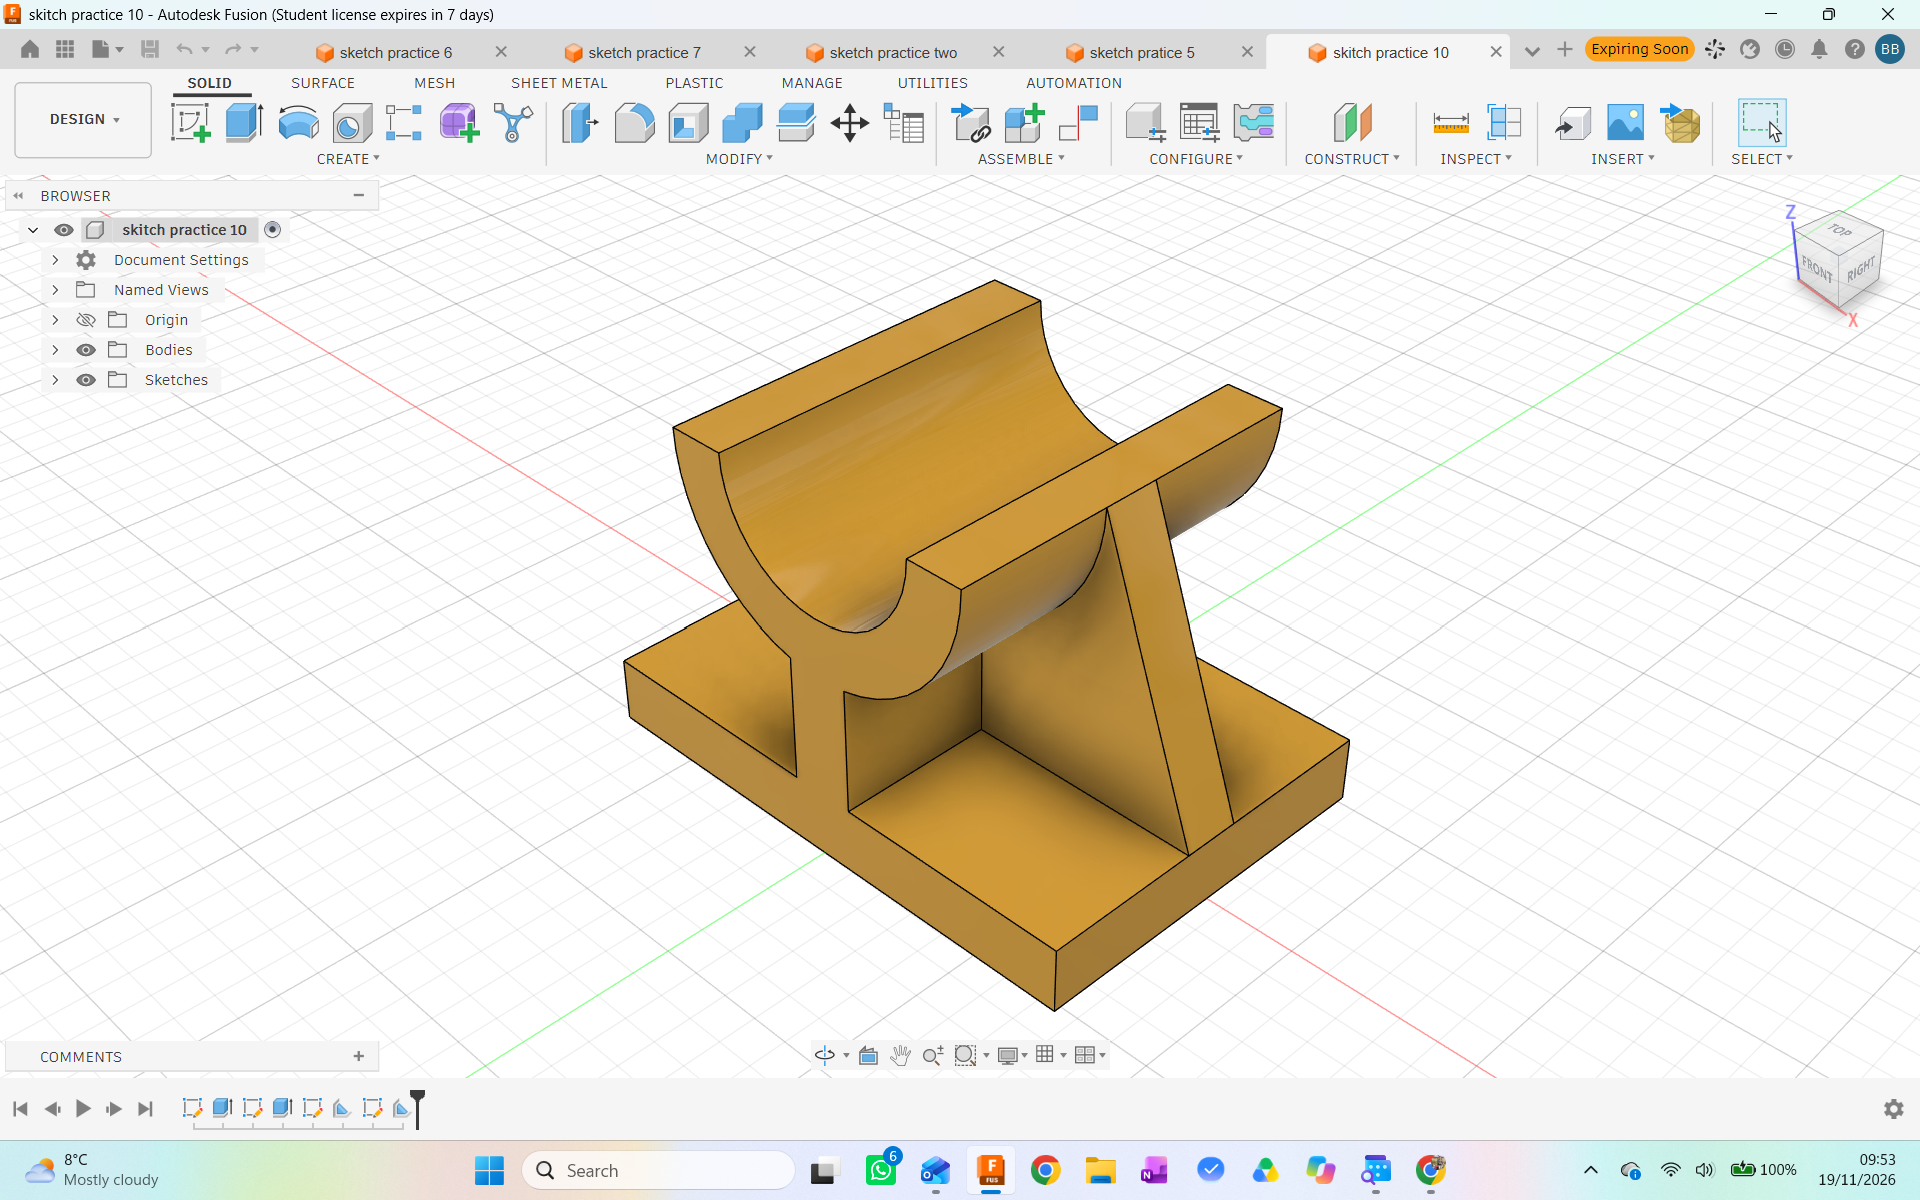 skitch practice 10 - Autodesk Fusion (Student license expires in 7 days)
sketch practice 6
sketch practice 7
sketch practice two
sketch pratice 5
skitch practice 10
Expiring Soon
BB
DESIGN
SOLID
SURFACE
MESH
SHEET METAL
PLASTIC
MANAGE
UTILITIES
AUTOMATION
CREATE
MODIFY
ASSEMBLE
CONFIGURE
CONSTRUCT
INSPECT
INSERT
SELECT
BROWSER
skitch practice 10
Document Settings
Named Views
Origin
Bodies
Sketches
Z
TOP
FRONT
RIGHT
X
COMMENTS
8°C
Mostly cloudy
Search
6
FUS
100%
09:53
19/11/2026